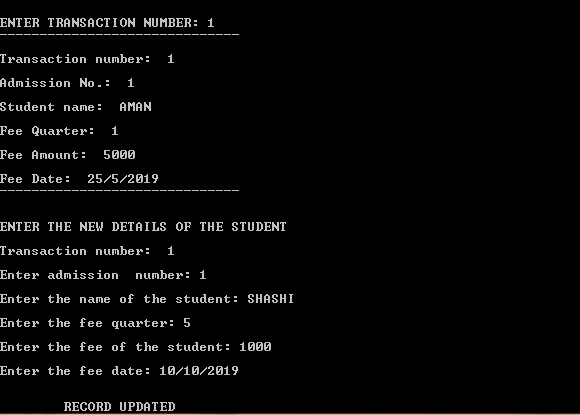 ENTER TRANSACTION NUMBER: 1
------------------------------
Transaction number:  1
Admission No.:  1
Student name:  AMAN
Fee Quarter:  1
Fee Amount:  5000
Fee Date:  25/5/2019
------------------------------
ENTER THE NEW DETAILS OF THE STUDENT
Transaction number:  1
Enter admission  number: 1
Enter the name of the student: SHASHI
Enter the fee quarter: 5
Enter the fee of the student: 1000
Enter the fee date: 10/10/2019
RECORD UPDATED